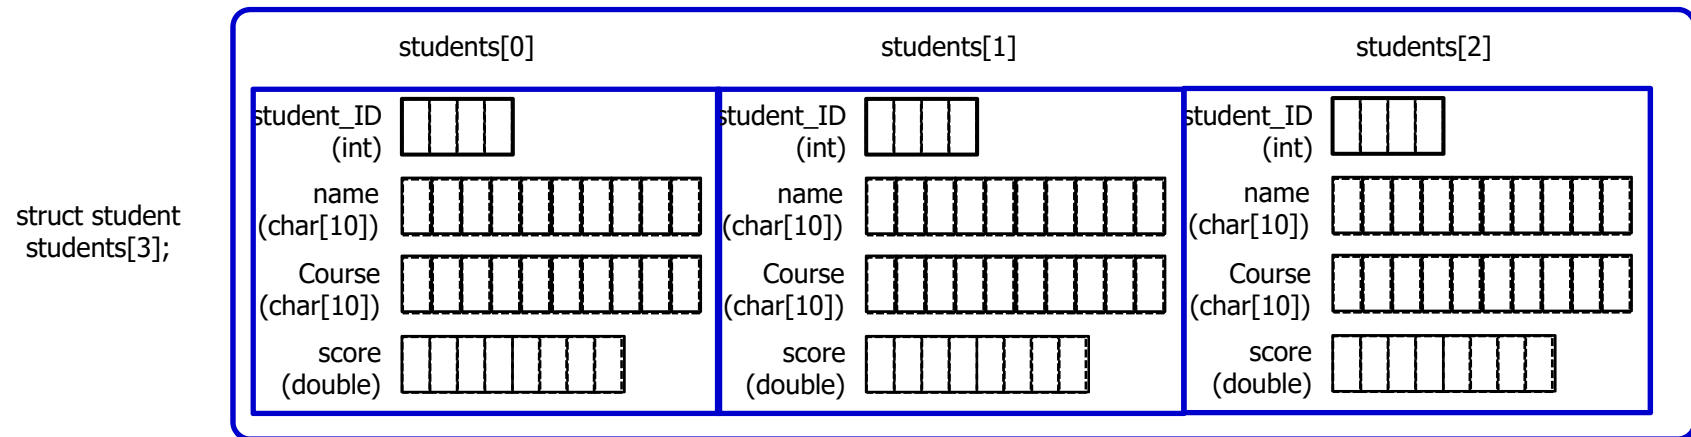 students[0]
students[1]
students[2]
struct student
students[3];
student_ID
(int)
name
(char[10])
Course
(char[10])
score
(double)
student_ID
(int)
name
(char[10])
Course
(char[10])
score
(double)
student_ID
(int)
name
(char[10])
Course
(char[10])
score
(double)